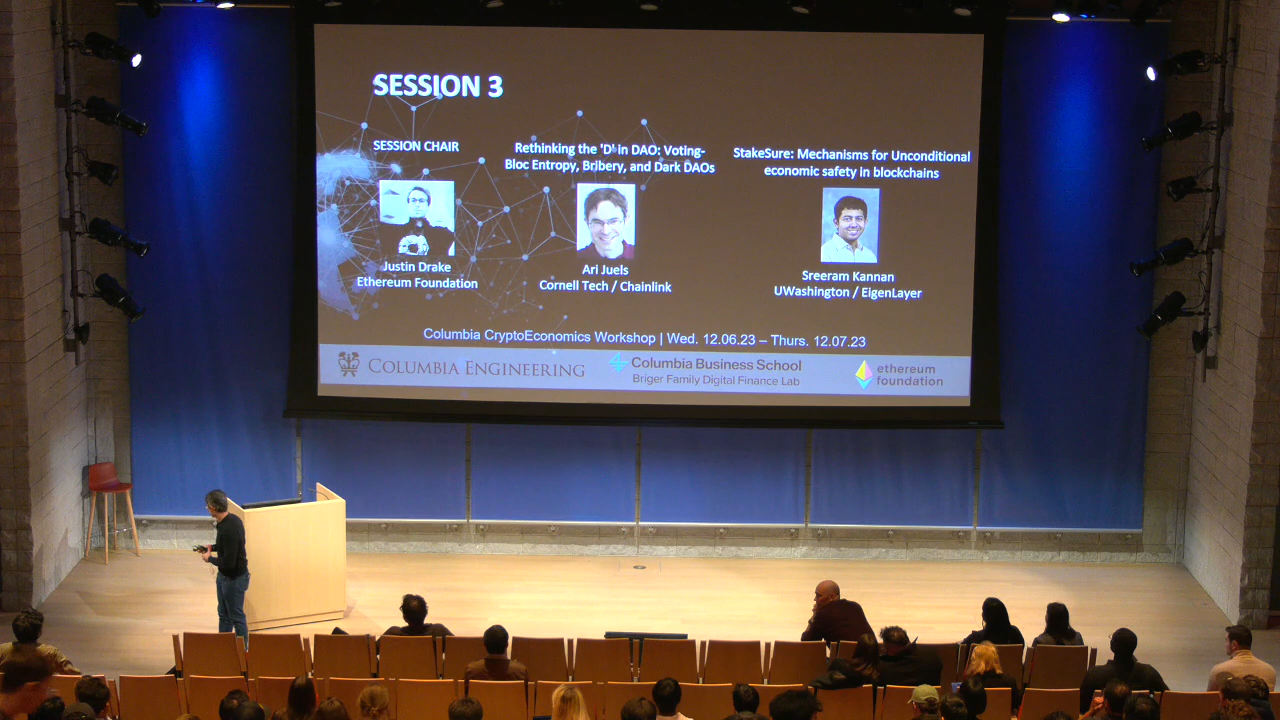 SESSION 3
SESSION CHAIR
Justin Drake
Ethereum Foundation
Rethinking the 'D' in DAO: Voting-
Bloc Entropy, Bribery, and Dark DAOs
Ari Juels
Cornell Tech / Chainlink
StakeSure: Mechanisms for Unconditional
economic safety in blockchains
Sreeram Kannan
UWashington / EigenLayer
Columbia CryptoEconomics Workshop | Wed. 12.06.23 – Thurs. 12.07.23
COLUMBIA ENGINEERING
Columbia Business School
Briger Family Digital Finance Lab
ethereum
foundation